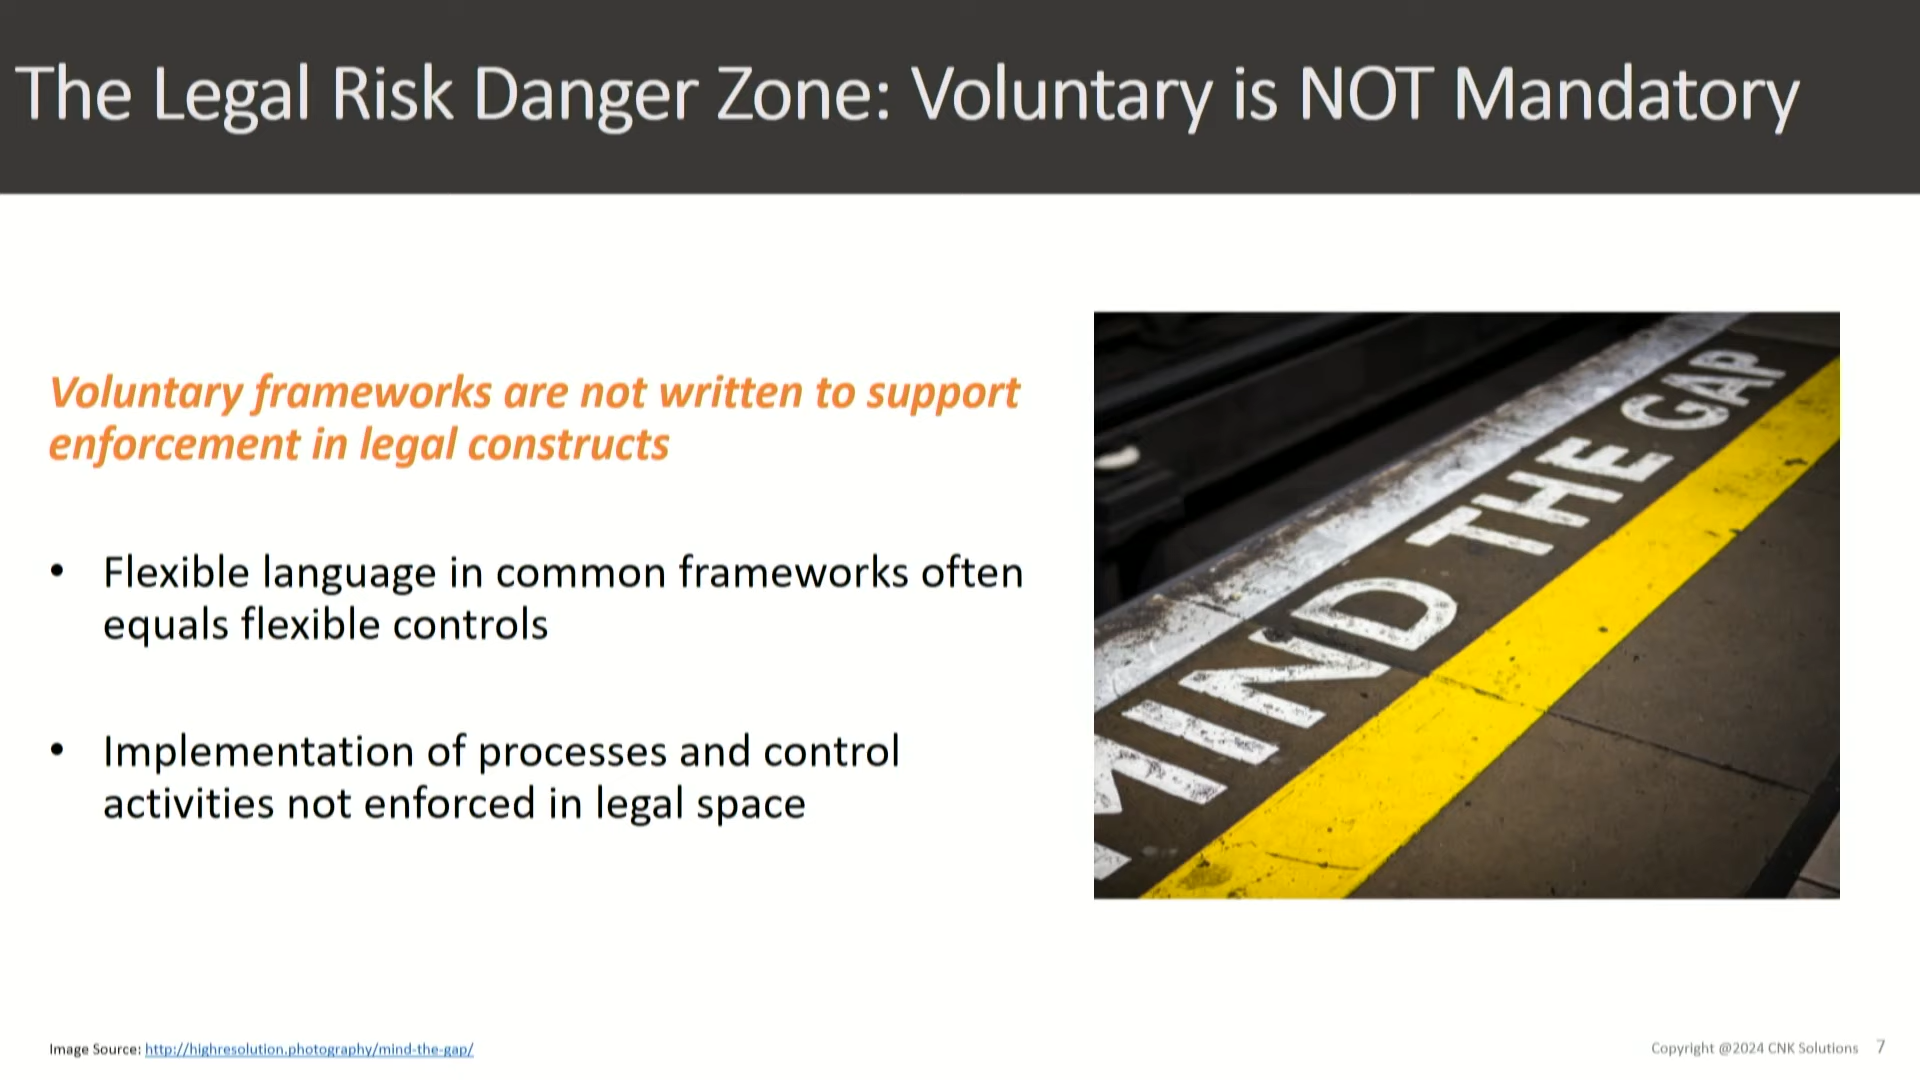 The Legal Risk Danger Zone: Voluntary is NOT Mandatory
Voluntary frameworks are not written to support
enforcement in legal constructs
• Flexible language in common frameworks often
equals flexible controls
• Implementation of processes and control
activities not enforced in legal space
MIND THE GAP
Image Source: http://highresolution.photography/mind-the-gap/
Copyright @2024 CNK Solutions 7